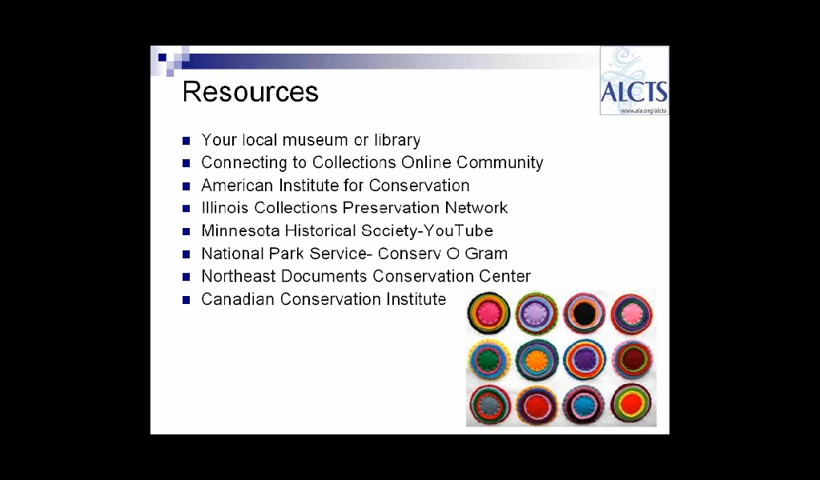 ALCTS
www.ala.org/alcts
Resources
Your local museum or library
Connecting to Collections Online Community
American Institute for Conservation
Illinois Collections Preservation Network
Minnesota Historical Society-YouTube
National Park Service- Conserv O Gram
Northeast Documents Conservation Center
Canadian Conservation Institute